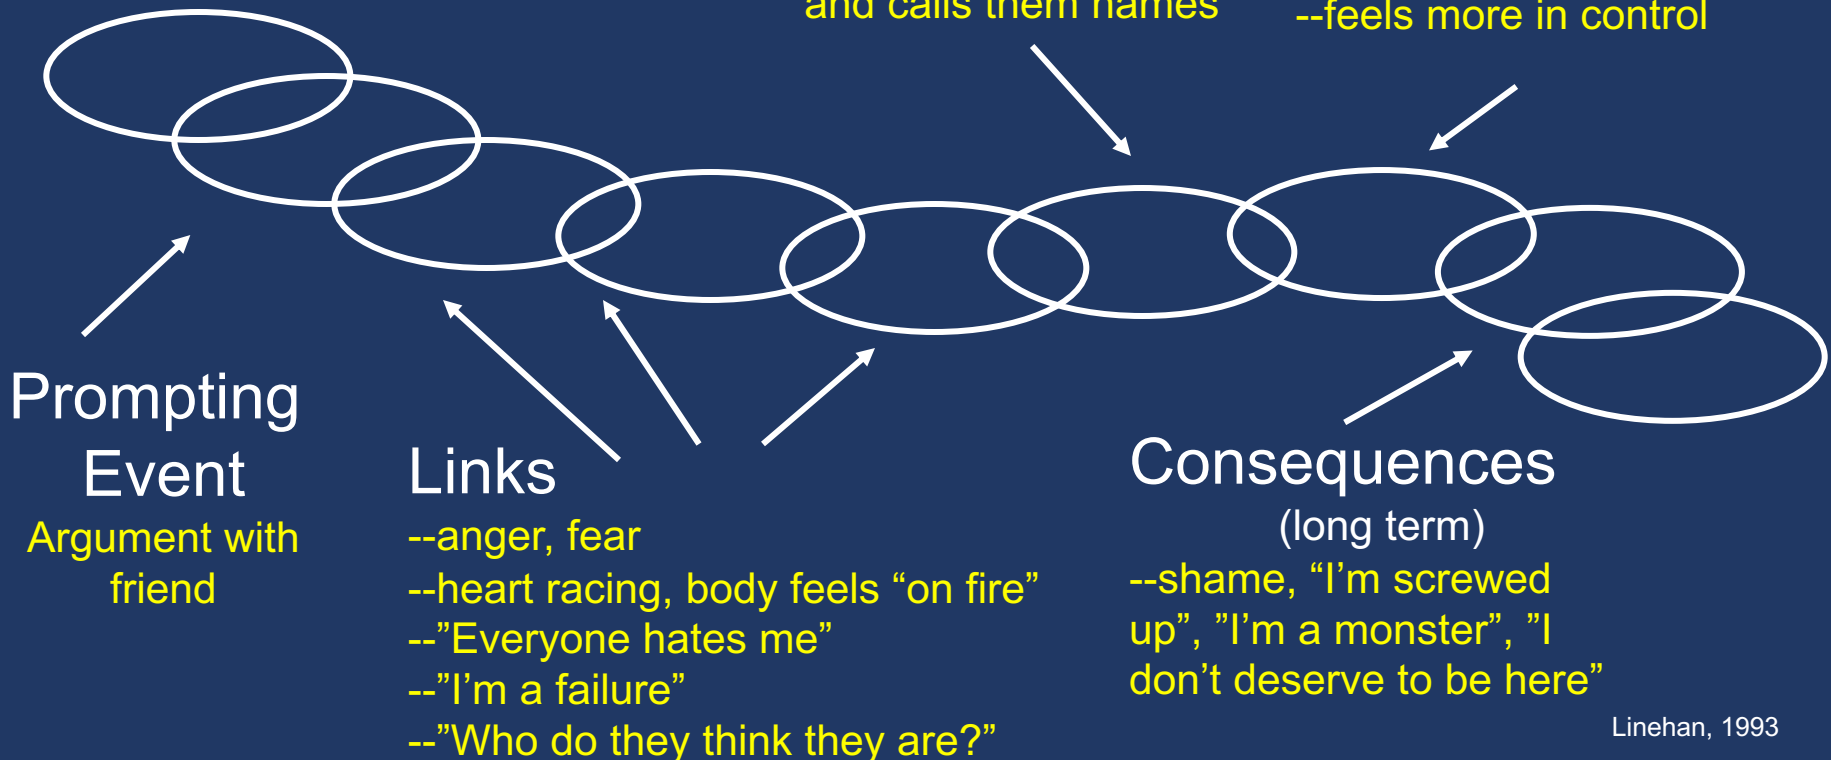 and calls them names
--feels more in control
Prompting
Event
Argument with
friend
Links
--anger, fear
--heart racing, body feels “on fire”
--”Everyone hates me”
--”I’m a failure”
--”Who do they think they are?”
Consequences
(long term)
--shame, “I’m screwed
up”, ”I’m a monster”, ”I
don’t deserve to be here”
Linehan, 1993